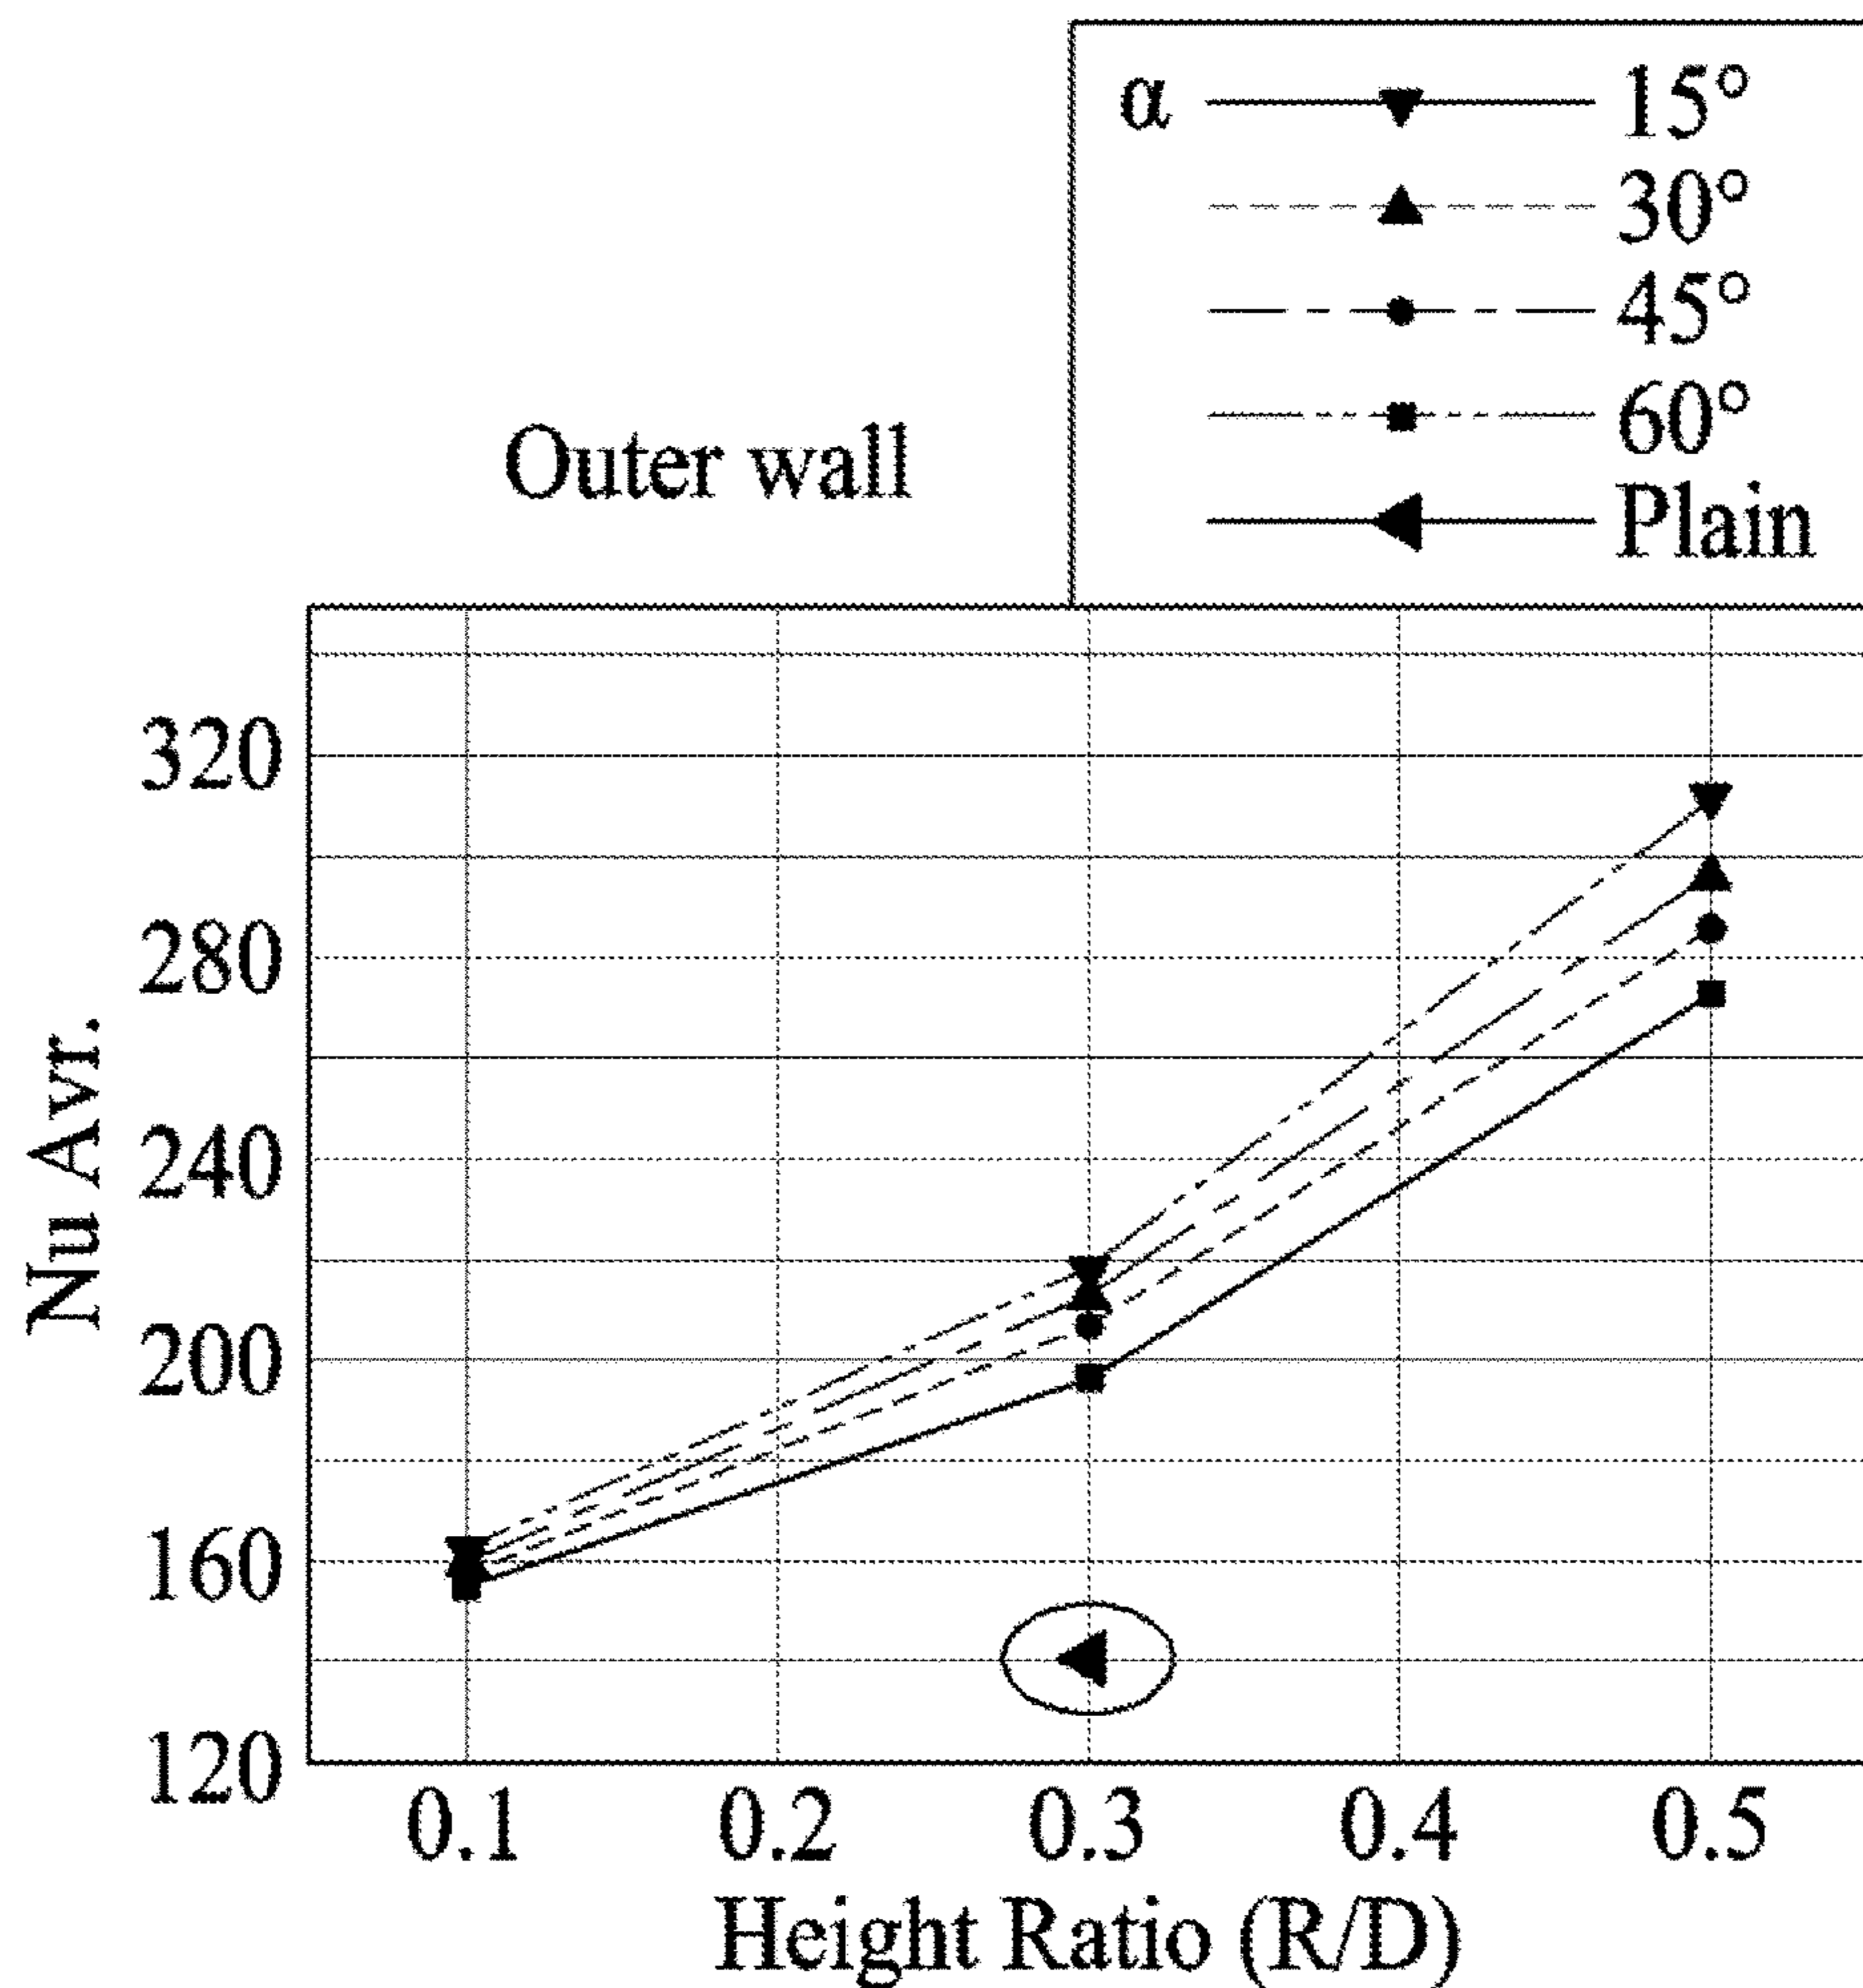 α 15°
30°
45°
60°
Plain
Outer wall
Nu Avr.
320
280
240
200
160
120
0.1 0.2 0.3 0.4 0.5
Height Ratio (R/D)